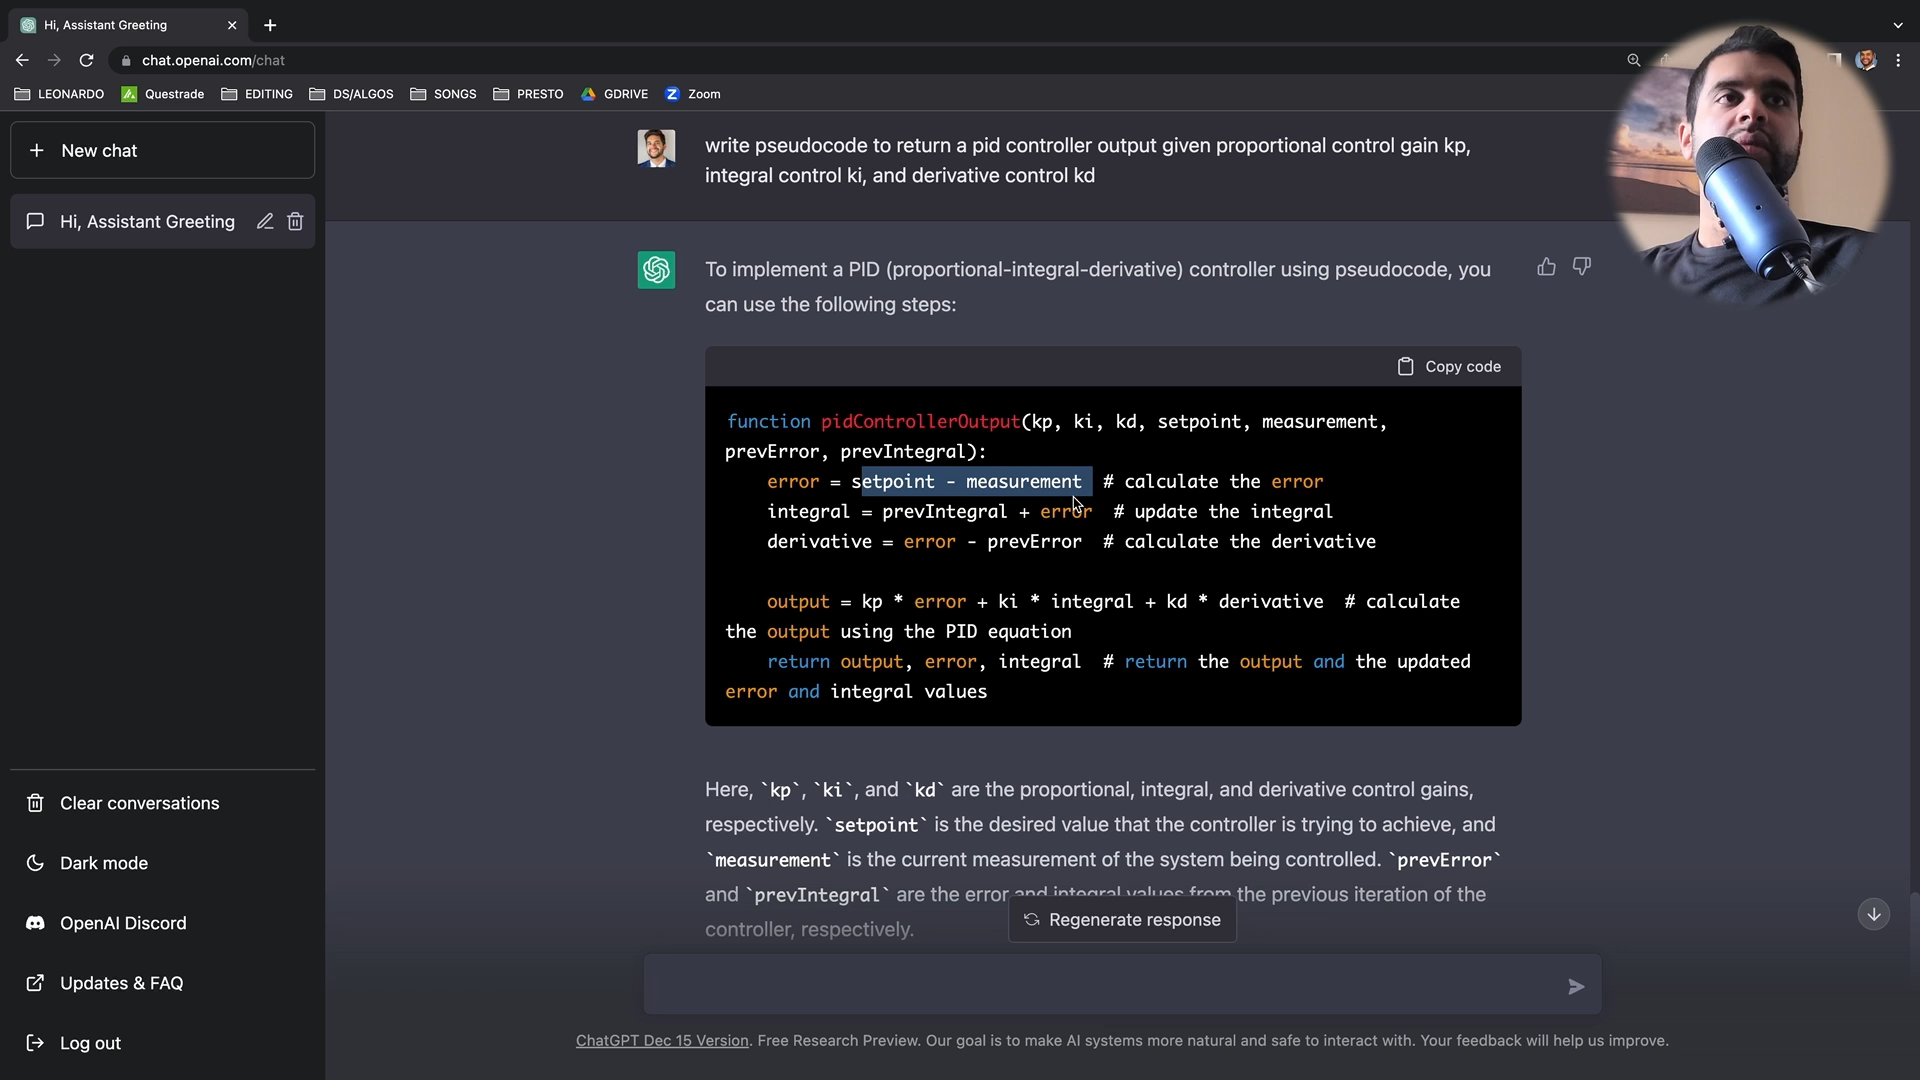 Hi, Assistant Greeting
chat.openai.com/chat
LEONARDO Questrade EDITING DS/ALGOS SONGS PRESTO GDRIVE Zoom
New chat
Hi, Assistant Greeting
write pseudocode to return a pid controller output given proportional control gain kp,
integral control ki, and derivative control kd
To implement a PID (proportional-integral-derivative) controller using pseudocode, you
can use the following steps:
Copy code
function pidControllerOutput(kp, ki, kd, setpoint, measurement,
prevError, prevIntegral):
error = setpoint - measurement # calculate the error
integral = prevIntegral + error # update the integral
derivative = error - prevError # calculate the derivative
output = kp * error + ki * integral + kd * derivative # calculate
the output using the PID equation
return output, error, integral # return the output and the updated
error and integral values
Here, `kp`, `ki`, and `kd` are the proportional, integral, and derivative control gains,
respectively. `setpoint` is the desired value that the controller is trying to achieve, and
`measurement` is the current measurement of the system being controlled. `prevError`
and `prevIntegral` are the error and integral values from the previous iteration of the
controller, respectively.
Regenerate response
Clear conversations
Dark mode
OpenAI Discord
Updates & FAQ
Log out
ChatGPT Dec 15 Version. Free Research Preview. Our goal is to make AI systems more natural and safe to interact with. Your feedback will help us improve.